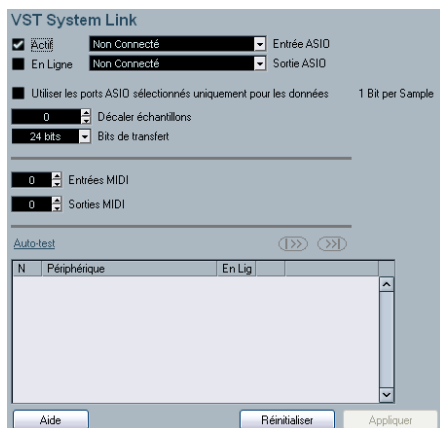 VST System Link
Actif Non Connecté Entrée ASIO
En Ligne Non Connecté Sortie ASIO
Utiliser les ports ASIO sélectionnés uniquement pour les données 1 Bit per Sample
0 Décaler échantillons
24 bits Bits de transfert
0 Entrées MIDI
0 Sorties MIDI
Auto-test
N Périphérique En Lig
Aide Réinitialiser Appliquer